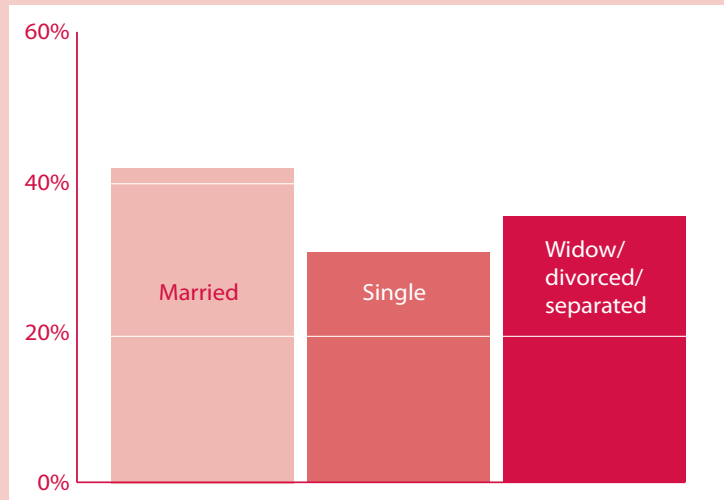 60%
40%
20%
0%
Married
Single
Widow/
divorced/
separated